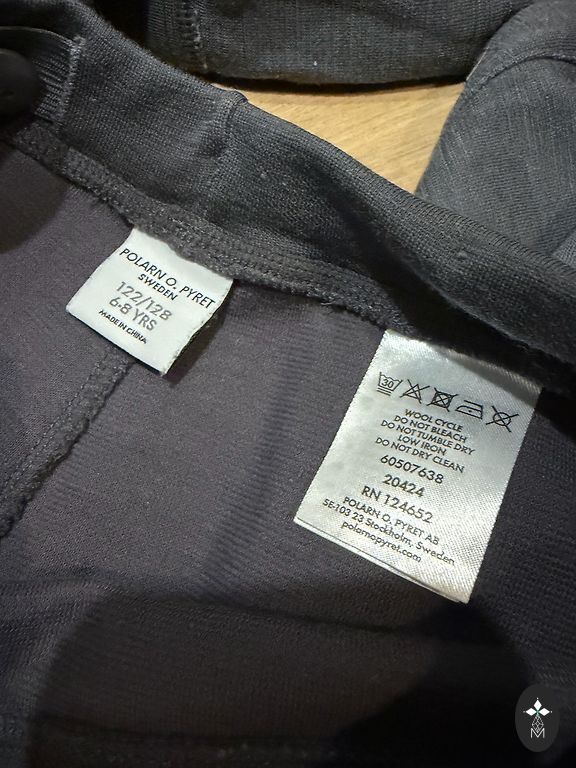 POLARN O. PYRET
SWEDEN
122/128
6-8 YRS
MADE IN CHINA
30
WOOL CYCLE
DO NOT BLEACH
DO NOT TUMBLE DRY
LOW IRON
DO NOT DRY CLEAN
60507638
20424
RN 124652
POLARN O. PYRET AB
SE-103 23 Stockholm, Sweden
polarnopyret.com
M